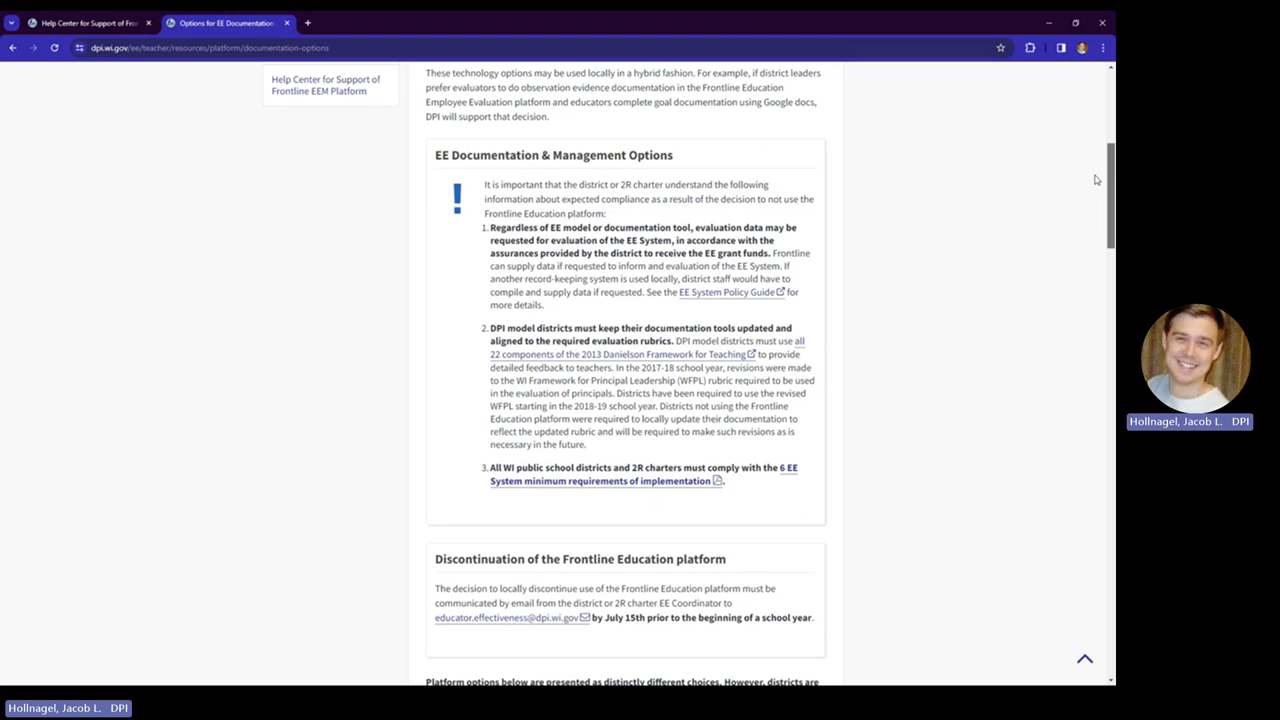 Help Center for Support of Fron
Options for EE Documentation
dpi.wi.gov/ee/teacher/resources/platform/documentation-options
Help Center for Support of
Frontline EEM Platform
These technology options may be used locally in a hybrid fashion. For example, if district leaders
prefer evaluators to do observation evidence documentation in the Frontline Education
Employee Evaluation platform and educators complete goal documentation using Google docs,
DPI will support that decision.
EE Documentation & Management Options
It is important that the district or 2R charter understand the following
information about expected compliance as a result of the decision to not use the
Frontline Education platform:
1. Regardless of EE model or documentation tool, evaluation data may be
requested for evaluation of the EE System, in accordance with the
assurances provided by the district to receive the EE grant funds. Frontline
can supply data if requested to inform and evaluation of the EE System. If
another record-keeping system is used locally, district staff would have to
compile and supply data if requested. See the EE System Policy Guide for
more details.
2. DPI model districts must keep their documentation tools updated and
aligned to the required evaluation rubrics. DPI model districts must use all
22 components of the 2013 Danielson Framework for Teaching to provide
detailed feedback to teachers. In the 2017-18 school year, revisions were made
to the WI Framework for Principal Leadership (WFPL) rubric required to be used
in the evaluation of principals. Districts have been required to use the revised
WFPL starting in the 2018-19 school year. Districts not using the Frontline
Education platform were required to locally update their documentation to
reflect the updated rubric and will be required to make such revisions as is
necessary in the future.
3. All WI public school districts and 2R charters must comply with the 6 EE
System minimum requirements of implementation.
Discontinuation of the Frontline Education platform
The decision to locally discontinue use of the Frontline Education platform must be
communicated by email from the district or 2R charter EE Coordinator to
educator.effectiveness@dpi.wi.gov by July 15th prior to the beginning of a school year.
Platform options below are presented as distinctly different choices. However, districts are
Hollnagel, Jacob L. DPI
Hollnagel, Jacob L. DPI